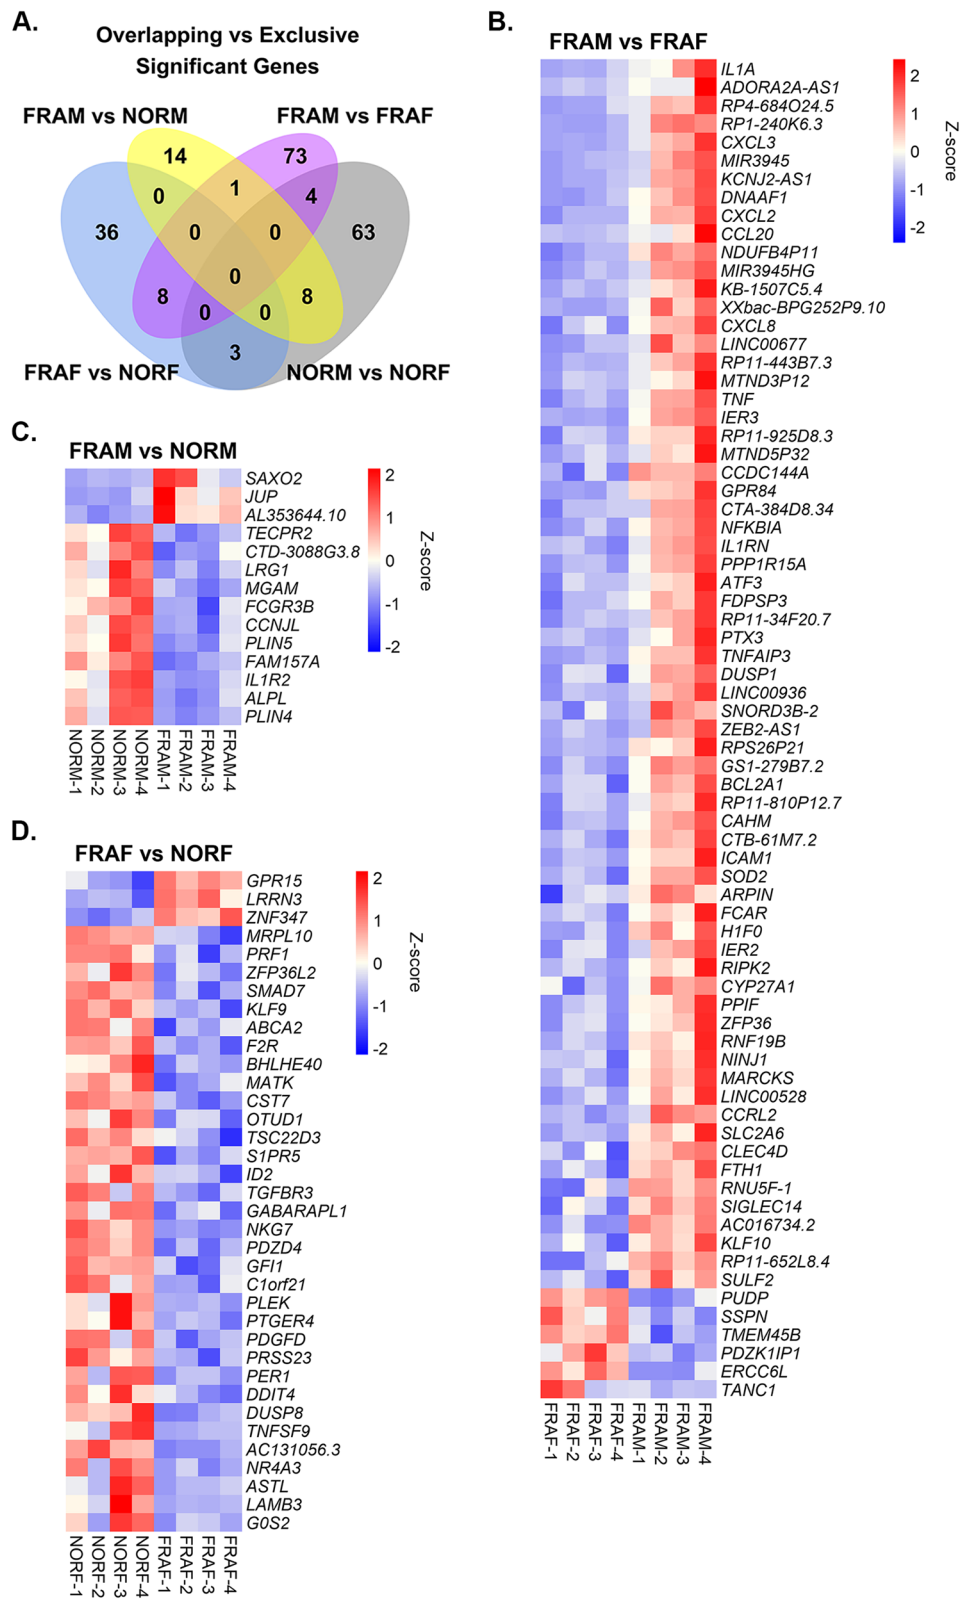 A.
Overlapping vs Exclusive
Significant Genes
FRAM vs NORM
FRAM vs FRAF
14
73
0
1
4
36
0
0
63
0
8
0
0
8
3
FRAF vs NORF
NORM vs NORF
B.
FRAM vs FRAF
IL1A
ADORA2A-AS1
RP4-684O24.5
RP1-240K6.3
CXCL3
MIR3945
KCNJ2-AS1
DNAAF1
CXCL2
CCL20
NDUFB4P11
MIR3945HG
KB-1507C5.4
XXbac-BPG252P9.10
CXCL8
LINC00677
RP11-443B7.3
MTND3P12
TNF
IER3
RP11-925D8.3
MTND5P32
CCDC144A
GPR84
CTA-384D8.34
NFKBIA
IL1RN
PPP1R15A
ATF3
FDPSP3
RP11-34F20.7
PTX3
TNFAIP3
DUSP1
LINC00936
SNORD3B-2
ZEB2-AS1
RPS26P21
GS1-279B7.2
BCL2A1
RP11-810P12.7
CAHM
CTB-61M7.2
ICAM1
SOD2
ARPIN
FCAR
H1F0
IER2
RIPK2
CYP27A1
PPIF
ZFP36
RNF19B
NINJ1
MARCKS
LINC00528
CCRL2
SLC2A6
CLEC4D
FTH1
RNU5F-1
SIGLEC14
AC016734.2
KLF10
RP11-652L8.4
SULF2
PUDP
SSPN
TMEM45B
PDZK1IP1
ERCC6L
TANC1
FRAF-1
FRAF-2
FRAF-3
FRAF-4
FRAM-1
FRAM-2
FRAM-3
FRAM-4
2
1
0
-1
-2
Z-score
C.
FRAM vs NORM
SAXO2
JUP
AL353644.10
TECPR2
CTD-3088G3.8
LRG1
MGAM
FCGR3B
CCNJL
PLIN5
FAM157A
IL1R2
ALPL
PLIN4
NORM-1
NORM-2
NORM-3
NORM-4
FRAM-1
FRAM-2
FRAM-3
FRAM-4
2
1
0
-1
-2
Z-score
D.
FRAF vs NORF
GPR15
LRRN3
ZNF347
MRPL10
PRF1
ZFP36L2
SMAD7
KLF9
ABCA2
F2R
BHLHE40
MATK
CST7
OTUD1
TSC22D3
S1PR5
ID2
TGFBR3
GABARAPL1
NKG7
PDZD4
GFI1
C1orf21
PLEK
PTGER4
PDGFD
PRSS23
PER1
DDIT4
DUSP8
TNFSF9
AC131056.3
NR4A3
ASTL
LAMB3
G0S2
NORF-1
NORF-2
NORF-3
NORF-4
FRAF-1
FRAF-2
FRAF-3
FRAF-4
2
1
0
-1
-2
Z-score